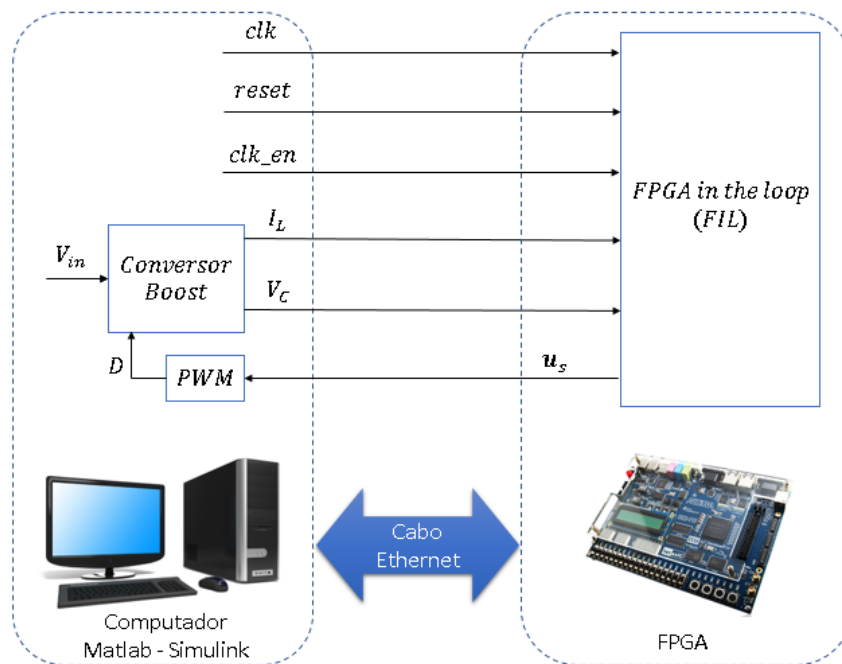 clk
reset
clk_en
FPGA in the loop
(FIL)
I_L
V_in
Conversor
Boost
V_C
D
PWM
u_s
Cabo
Ethernet
Computador
Matlab - Simulink
FPGA